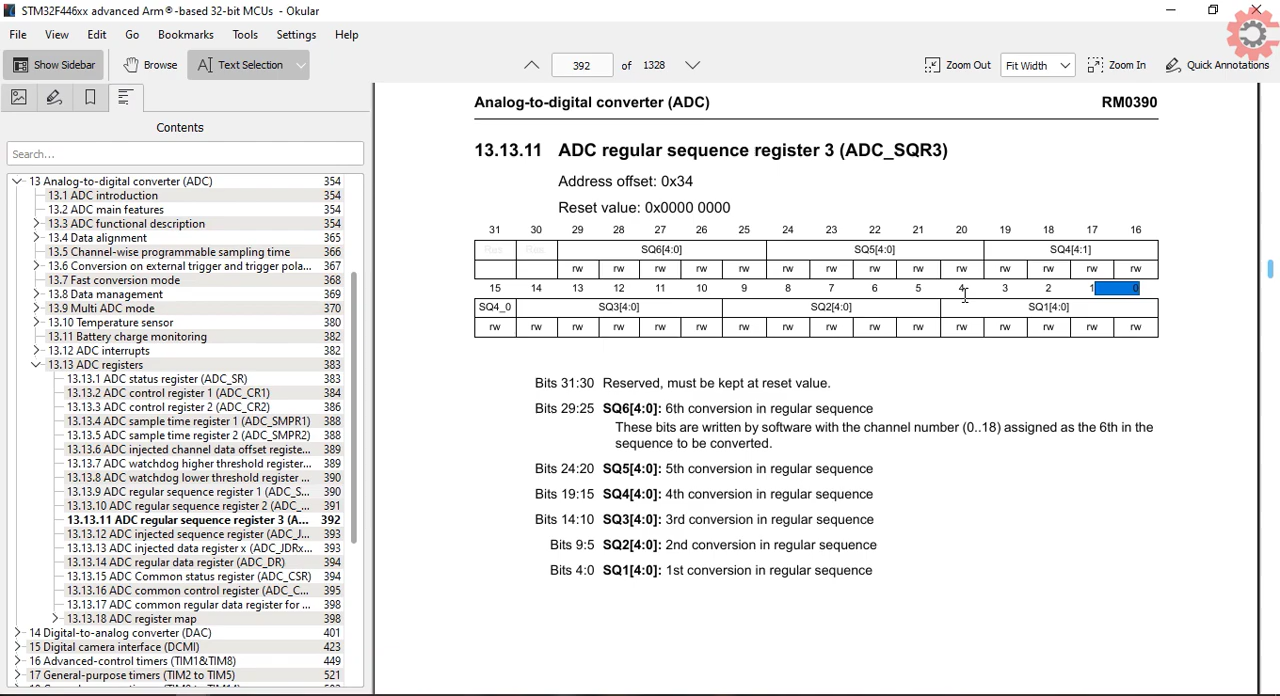 STM32F446xx advanced Arm®-based 32-bit MCUs - Okular
File View Edit Go Bookmarks Tools Settings Help
Show Sidebar Browse Text Selection 392 of 1328 Zoom Out Fit Width Zoom In Quick Annotations
Contents
Search...
13 Analog-to-digital converter (ADC) 354
13.1 ADC introduction 354
13.2 ADC main features 354
13.3 ADC functional description 354
13.4 Data alignment 365
13.5 Channel-wise programmable sampling time 366
13.6 Conversion on external trigger and trigger pola... 367
13.7 Fast conversion mode 368
13.8 Data management 369
13.9 Multi ADC mode 370
13.10 Temperature sensor 382
13.11 Battery charge monitoring 382
13.12 ADC interrupts 382
13.13 ADC registers 383
13.13.1 ADC status register (ADC_SR) 383
13.13.2 ADC control register 1 (ADC_CR1) 384
13.13.3 ADC control register 2 (ADC_CR2) 386
13.13.4 ADC sample time register 1 (ADC_SMPR1) 388
13.13.5 ADC sample time register 2 (ADC_SMPR2) 388
13.13.6 ADC injected channel data offset registe... 389
13.13.7 ADC watchdog higher threshold register... 389
13.13.8 ADC watchdog lower threshold register ... 390
13.13.9 ADC regular sequence register 1 (ADC_S... 390
13.13.10 ADC regular sequence register 2 (ADC_... 391
13.13.11 ADC regular sequence register 3 (A... 392
13.13.12 ADC injected sequence register (ADC_J... 393
13.13.13 ADC injected data register x (ADC_JDRx... 393
13.13.14 ADC regular data register (ADC_DR) 394
13.13.15 ADC Common status register (ADC_CSR) 394
13.13.16 ADC common control register (ADC_C... 395
13.13.17 ADC common regular data register for ... 398
13.13.18 ADC register map 398
14 Digital-to-analog converter (DAC) 401
15 Digital camera interface (DCMI) 423
16 Advanced-control timers (TIM1&TIM8) 449
17 General-purpose timers (TIM2 to TIM5) 521
Analog-to-digital converter (ADC) RM0390
13.13.11 ADC regular sequence register 3 (ADC_SQR3)
Address offset: 0x34
Reset value: 0x0000 0000
31 30 29 28 27 26 25 24 23 22 21 20 19 18 17 16
SQ6[4:0] SQ5[4:0] SQ4[4:1]
rw rw rw rw rw rw rw rw rw rw rw rw rw rw
15 14 13 12 11 10 9 8 7 6 5 4 3 2 1 0
SQ4_0 SQ3[4:0] SQ2[4:0] SQ1[4:0]
rw rw rw rw rw rw rw rw rw rw rw rw rw rw rw rw
Bits 31:30 Reserved, must be kept at reset value.
Bits 29:25 SQ6[4:0]: 6th conversion in regular sequence
These bits are written by software with the channel number (0..18) assigned as the 6th in the
sequence to be converted.
Bits 24:20 SQ5[4:0]: 5th conversion in regular sequence
Bits 19:15 SQ4[4:0]: 4th conversion in regular sequence
Bits 14:10 SQ3[4:0]: 3rd conversion in regular sequence
Bits 9:5 SQ2[4:0]: 2nd conversion in regular sequence
Bits 4:0 SQ1[4:0]: 1st conversion in regular sequence